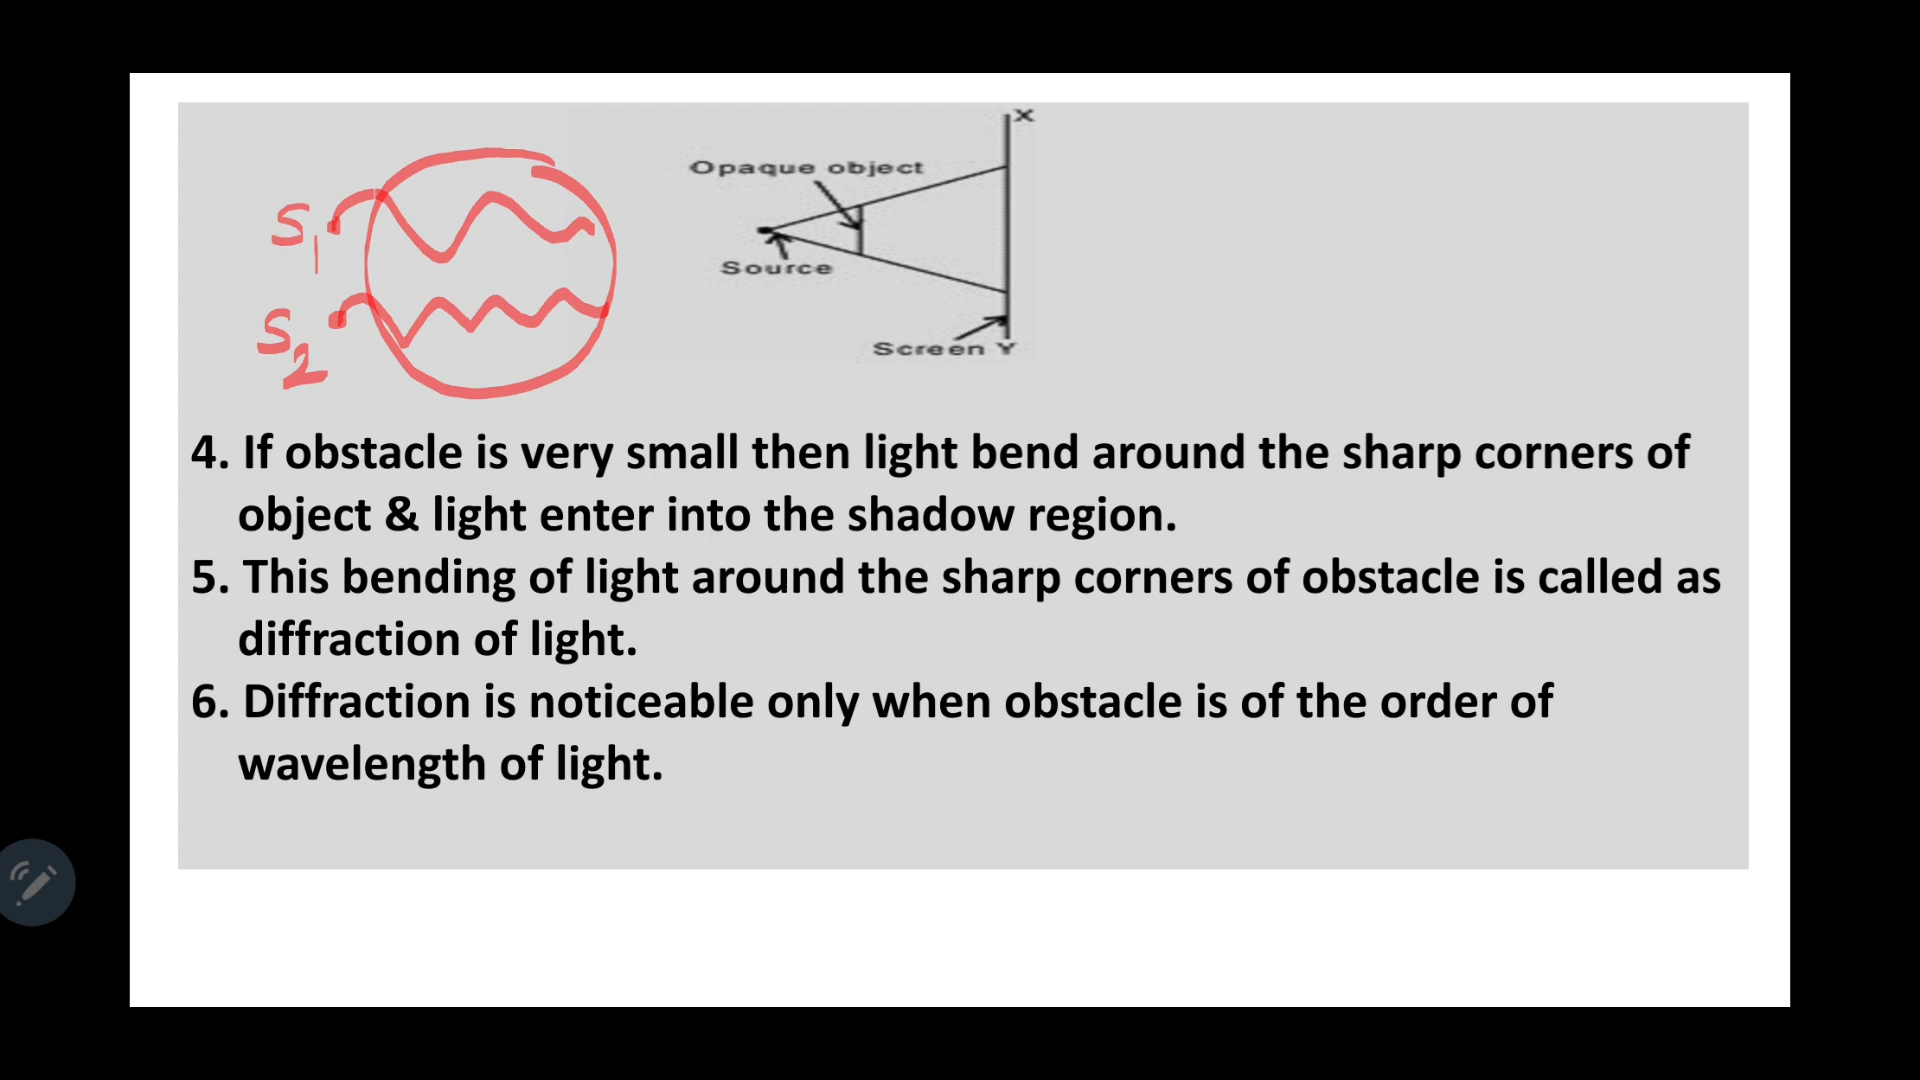 X
Opaque object
S1
Source
S2
Screen Y
4. If obstacle is very small then light bend around the sharp corners of
object & light enter into the shadow region.
5. This bending of light around the sharp corners of obstacle is called as
diffraction of light.
6. Diffraction is noticeable only when obstacle is of the order of
wavelength of light.